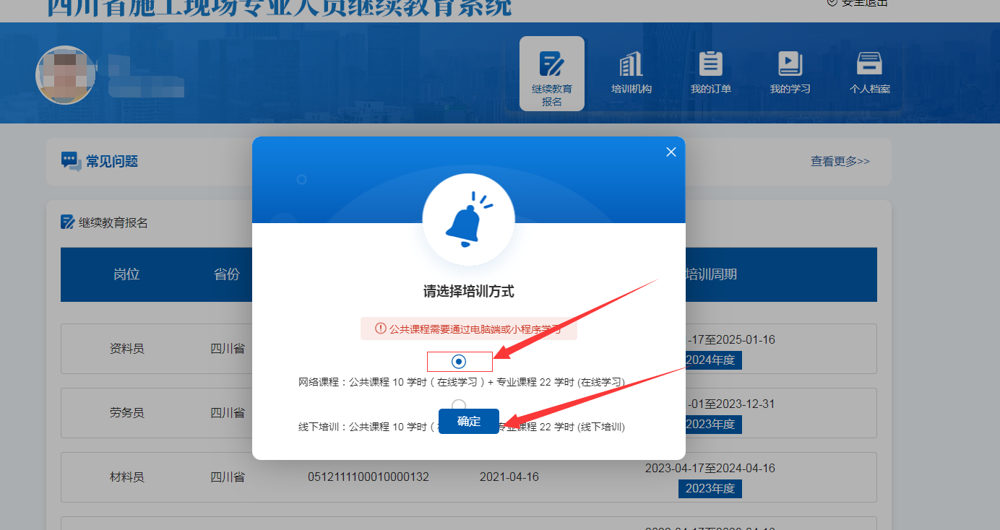 四川省施工现场专业人员继续教育系统
安全退出
继续教育
报名
培训机构
我的订单
我的学习
个人档案
常见问题
查看更多>>
继续教育报名
岗位
省份
培训周期
请选择培训方式
公共课程需要通过电脑端或小程序学习
网络课程：公共课程 10 学时（在线学习）+ 专业课程 22 学时 (在线学习)
确定
线下培训：公共课程 10 学时（
专业课程 22 学时 (线下培训)
资料员
四川省
-17至2025-01-16
2024年度
劳务员
四川省
-01至2023-12-31
2023年度
材料员
四川省
0512111100010000132
2021-04-16
2023-04-17至2024-04-16
2023年度